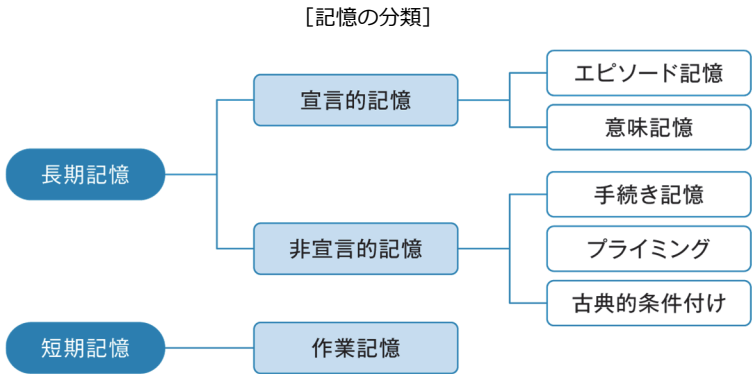 [記憶の分類]
長期記憶
宣言的記憶
エピソード記憶
意味記憶
非宣言的記憶
手続き記憶
プライミング
古典的条件付け
短期記憶
作業記憶